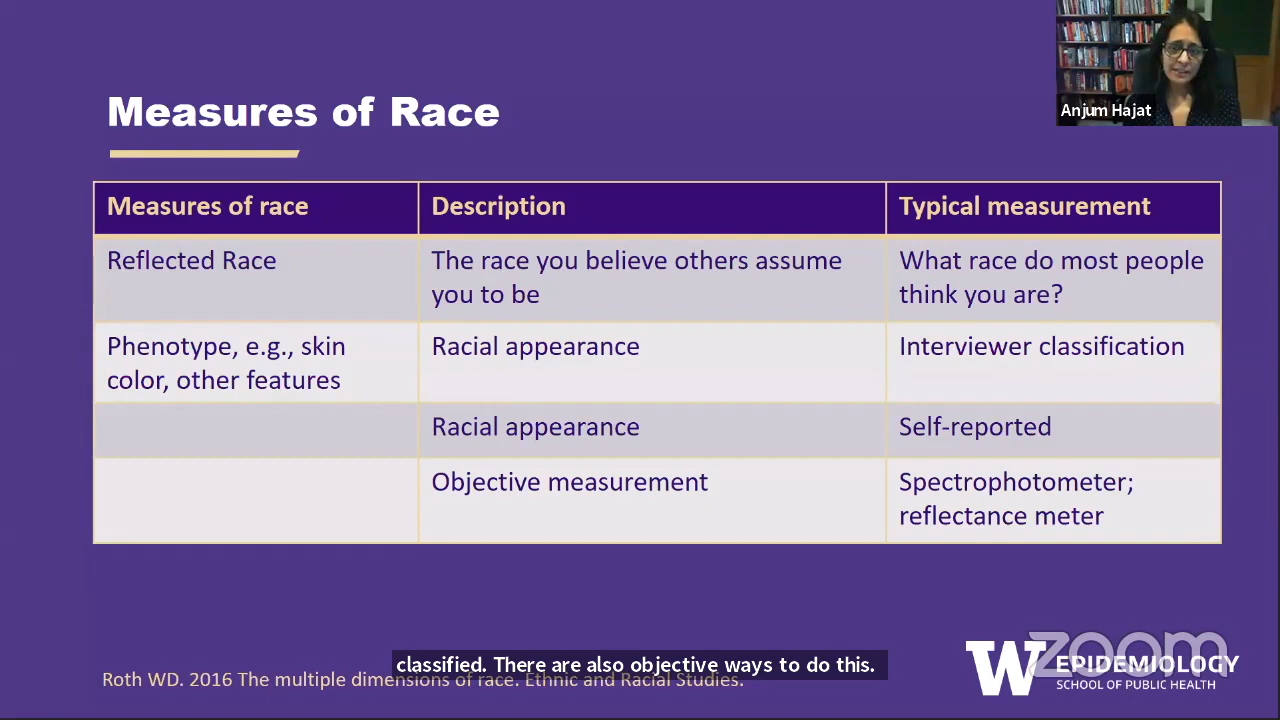 Measures of Race
Anjum Hajat
Measures of race
Description
Typical measurement
Reflected Race
The race you believe others assume
you to be
What race do most people
think you are?
Phenotype, e.g., skin
color, other features
Racial appearance
Interviewer classification
Racial appearance
Self-reported
Objective measurement
Spectrophotometer;
reflectance meter
classified. There are also objective ways to do this.
Roth WD. 2016 The multiple dimensions of race. Ethnic and Racial Studies.
W
zoom
EPIDEMIOLOGY
SCHOOL OF PUBLIC HEALTH